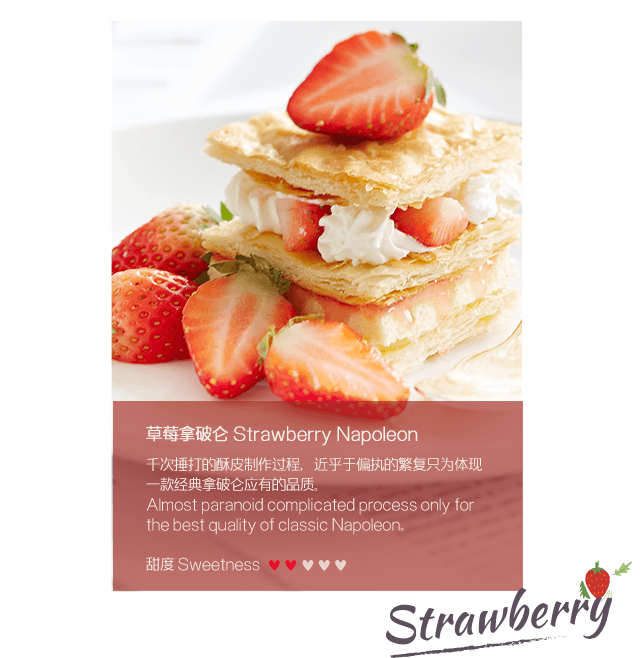 草莓拿破仑 Strawberry Napoleon
千次捶打的酥皮制作过程，近乎于偏执的繁复只为体现
一款经典拿破仑应有的品质。
Almost paranoid complicated process only for
the best quality of classic Napoleon。
甜度 Sweetness
Strawberry